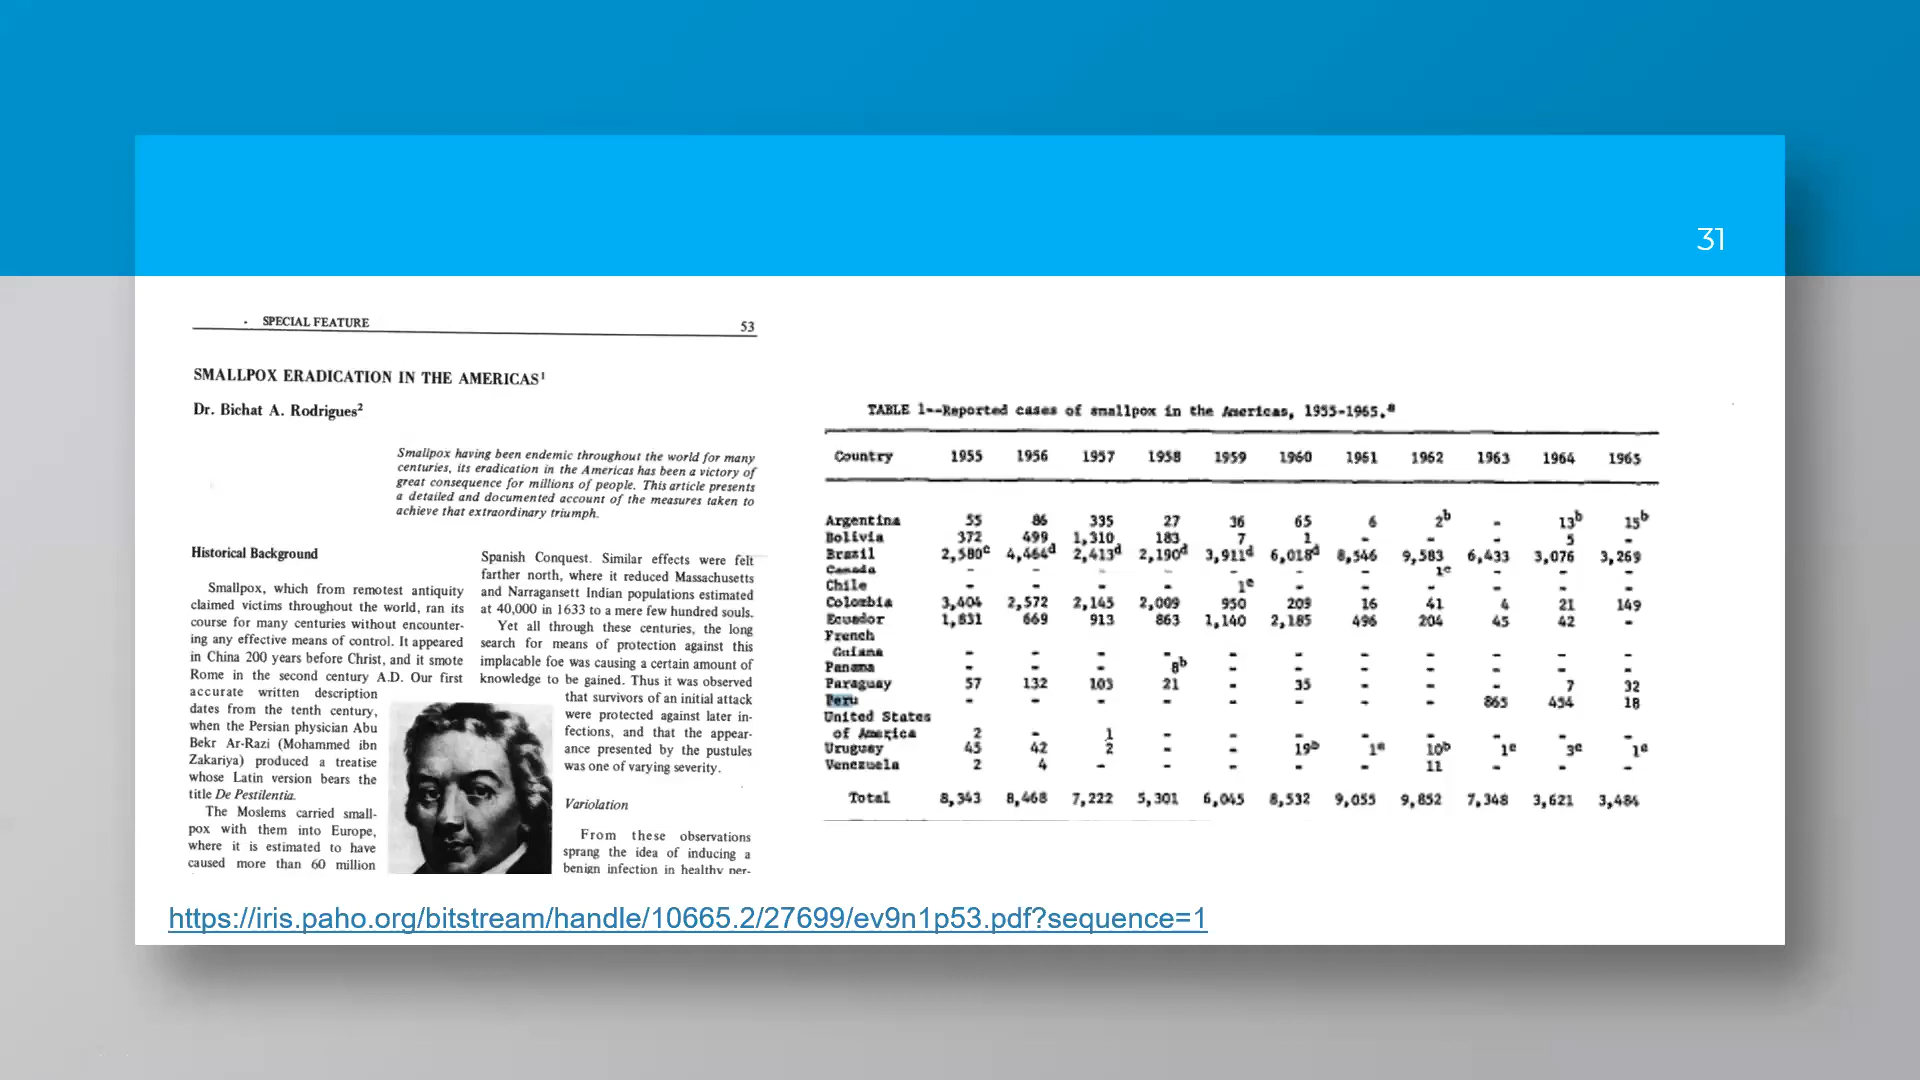 31
SPECIAL FEATURE 53
SMALLPOX ERADICATION IN THE AMERICAS¹
Dr. Bichat A. Rodrigues²
Smallpox having been endemic throughout the world for many
centuries, its eradication in the Americas has been a victory of
great consequence for millions of people. This article presents
a detailed and documented account of the measures taken to
achieve that extraordinary triumph.
Historical Background
Smallpox, which from remotest antiquity
claimed victims throughout the world, ran its
course for many centuries without encounter-
ing any effective means of control. It appeared
in China 200 years before Christ, and it smote
Rome in the second century A.D. Our first
accurate written description
dates from the tenth century,
when the Persian physician Abu
Bekr Ar-Razi (Mohammed ibn
Zakariya) produced a treatise
whose Latin version bears the
title De Pestilentia.
The Moslems carried small-
pox with them into Europe,
where it is estimated to have
caused more than 60 million
Spanish Conquest. Similar effects were felt
farther north, where it reduced Massachusetts
and Narragansett Indian populations estimated
at 40,000 in 1633 to a mere few hundred souls.
Yet all through these centuries, the long
search for means of protection against this
implacable foe was causing a certain amount of
knowledge to be gained. Thus it was observed
that survivors of an initial attack
were protected against later in-
fections, and that the appear-
ance presented by the pustules
was one of varying severity.
Variolation
From these observations
sprang the idea of inducing a
benign infection in healthy per-
TABLE 1--Reported cases of smallpox in the Americas, 1955-1965.ª
Country 1955 1956 1957 1958 1959 1960 1961 1962 1963 1964 1965
Argentina 55 86 335 27 36 65 6 2ᵇ - 13ᵇ 15ᵇ
Bolivia 372 499 1,310 183 7 1 - - - 5 -
Brazil 2,580ᶜ 4,464ᵈ 2,413ᵈ 2,190ᵈ 3,911ᵈ 6,018ᵈ 8,546 9,583 6,433 3,076 3,269
Canada - - - - - - - 1ᵉ - - -
Chile - - - - 1ᵉ - - - - - -
Colombia 3,404 2,572 2,145 2,009 950 209 16 41 4 21 149
Ecuador 1,831 669 913 863 1,140 2,185 496 204 45 42 -
French
Guiana - - - - - - - - - - -
Panama - - - 8ᵇ - - - - - - -
Paraguay 57 132 103 21 - 35 - - - 7 32
Peru - - - - - - - - 865 454 18
United States
of America 2 - 1 - - - - - - - -
Uruguay 45 42 2 - - 19ᵇ 1ᵉ 10ᵇ 1ᵉ 3ᵉ 1ᵉ
Venezuela 2 4 - - - - - 11 - - -
Total 8,343 8,468 7,222 5,301 6,045 8,532 9,055 9,852 7,348 3,621 3,484
https://iris.paho.org/bitstream/handle/10665.2/27699/ev9n1p53.pdf?sequence=1